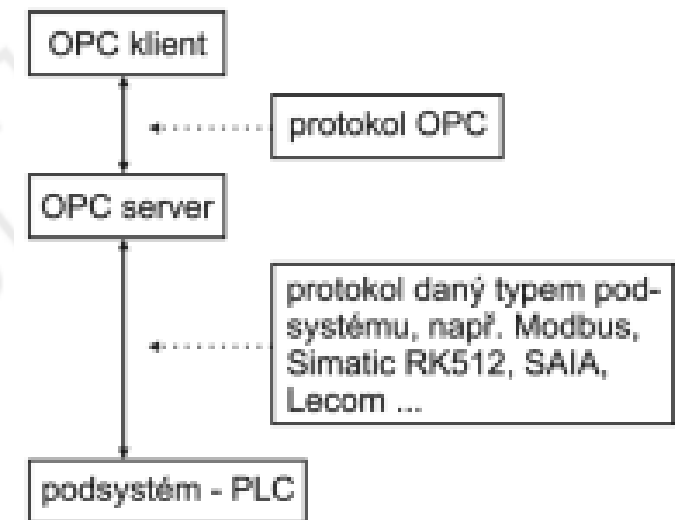 OPC klient
protokol OPC
OPC server
protokol daný typem pod-
systému, např. Modbus,
Simatic RK512, SAIA,
Lecom ...
podsystém - PLC